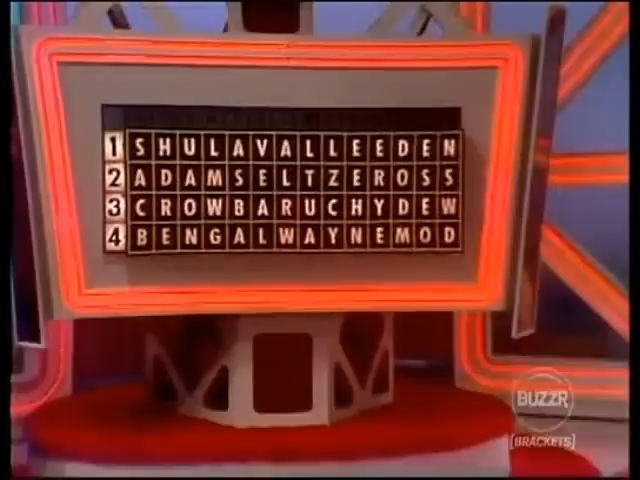 1 SHULAVALLEEDEN
2 ADAMSELTZEROSS
3 CROWBARUCHYDEW
4 BENGALWAYNEMOD
BUZZR
[BRACKETS]